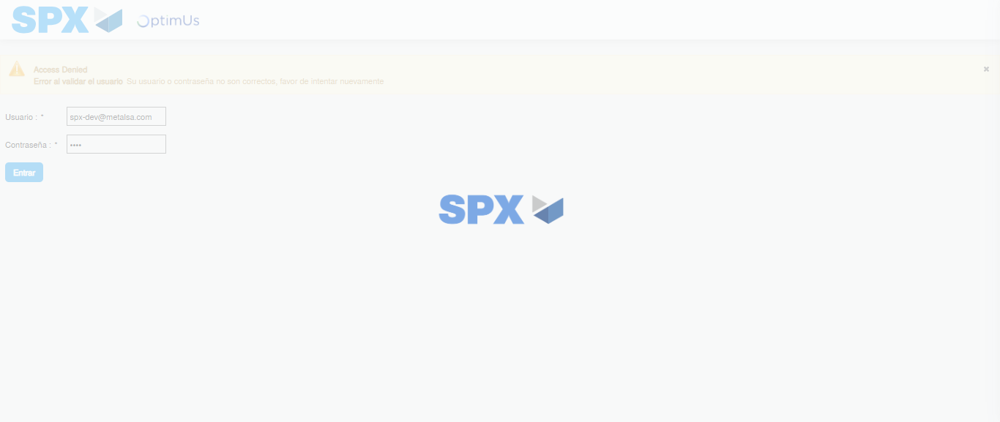 SPX OptimUs
Access Denied
Error al validar el usuario Su usuario o contraseña no son correctos, favor de intentar nuevamente
Usuario : * spx-dev@metalsa.com
Contraseña : * ••••
Entrar
SPX